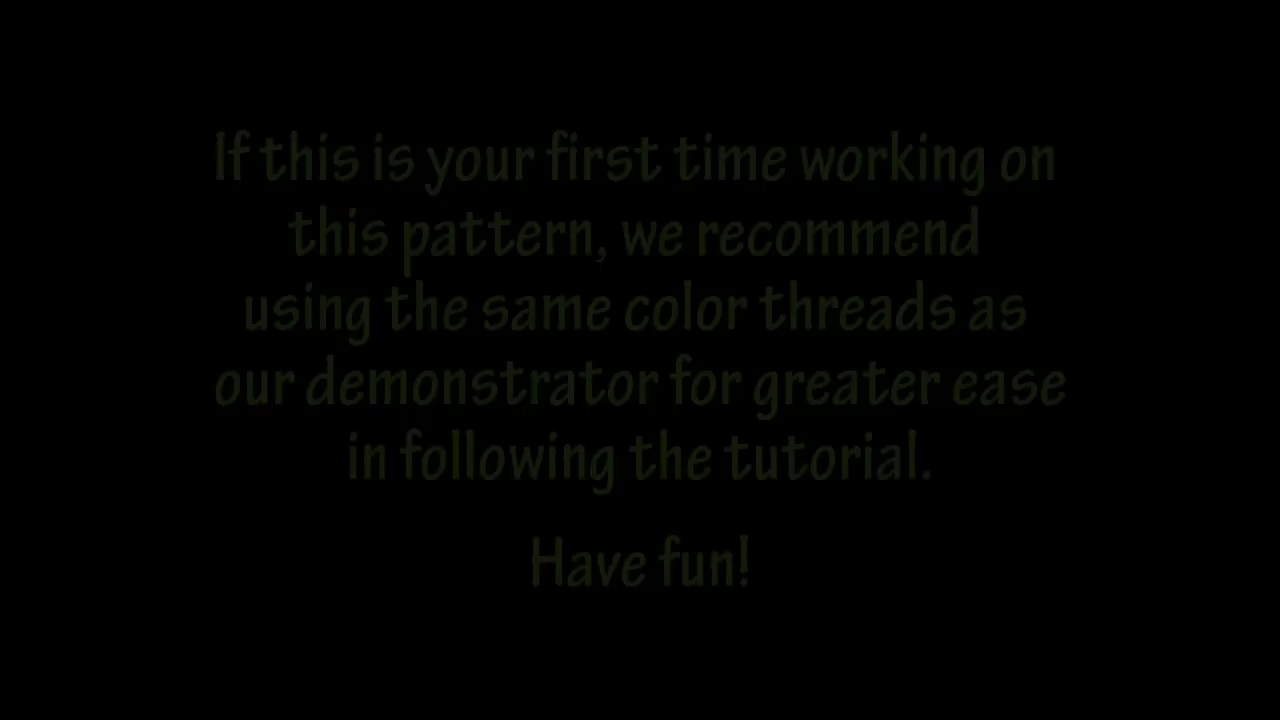 If this is your first time working on
this pattern, we recommend
using the same color threads as
our demonstrator for greater ease
in following the tutorial.
Have fun!